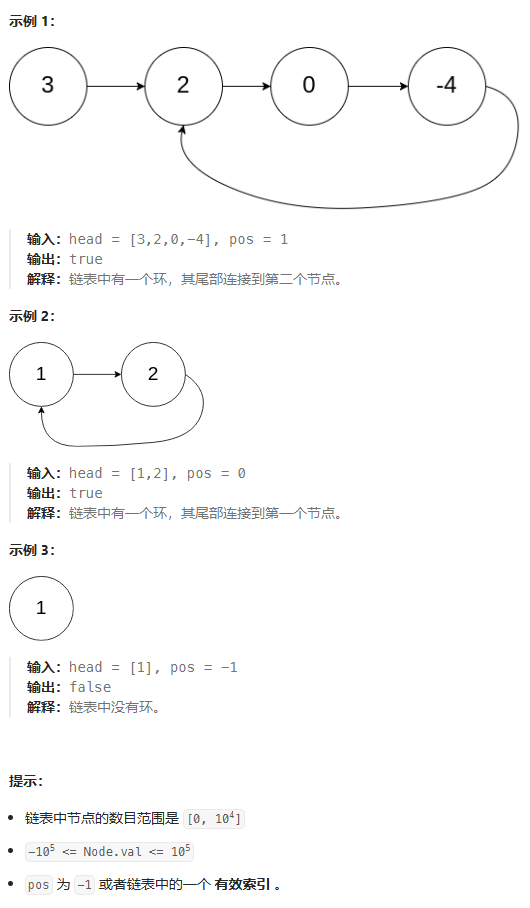 示例 1：
3 2 0 -4
输入：head = [3,2,0,-4], pos = 1
输出：true
解释：链表中有一个环，其尾部连接到第二个节点。
示例 2：
1 2
输入：head = [1,2], pos = 0
输出：true
解释：链表中有一个环，其尾部连接到第一个节点。
示例 3：
1
输入：head = [1], pos = -1
输出：false
解释：链表中没有环。
提示：
• 链表中节点的数目范围是 [0, 10⁴]
• -10⁵ <= Node.val <= 10⁵
• pos 为 -1 或者链表中的一个 有效索引 。